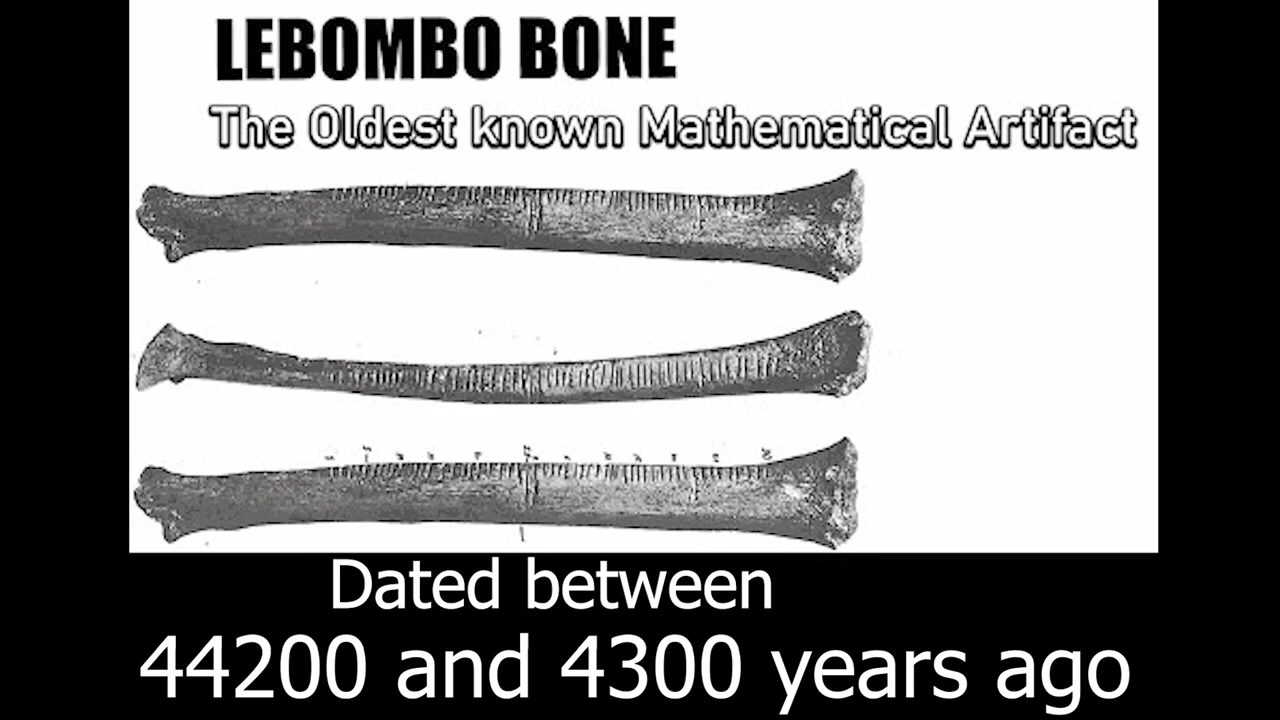 LEBOMBO BONE
The Oldest known Mathematical Artifact
Dated between
44200 and 4300 years ago